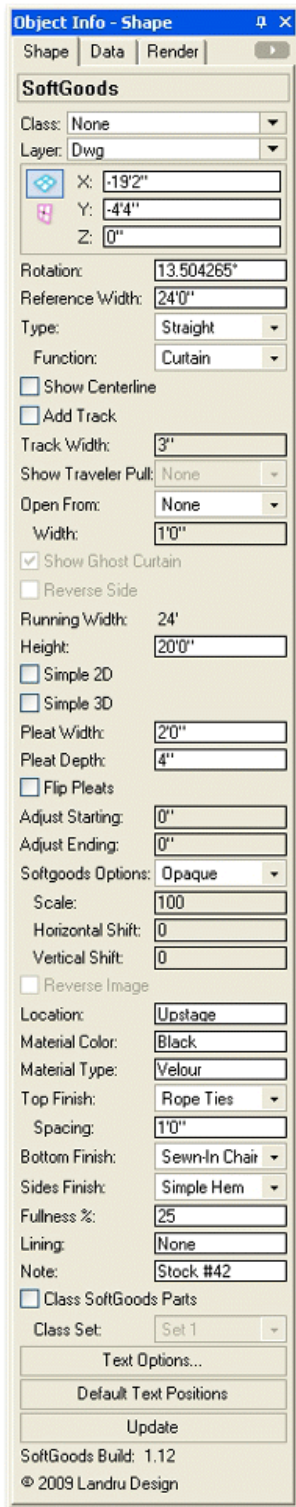 Object Info - Shape
Shape Data Render
SoftGoods
Class: None
Layer: Dwg
X: -19'2"
Y: -4'4"
Z: 0"
Rotation: 13.504265°
Reference Width: 24'0"
Type: Straight
Function: Curtain
Show Centerline
Add Track
Track Width: 3"
Show Traveler Pull: None
Open From: None
Width: 1'0"
Show Ghost Curtain
Reverse Side
Running Width: 24'
Height: 20'0"
Simple 2D
Simple 3D
Pleat Width: 2'0"
Pleat Depth: 4"
Flip Pleats
Adjust Starting: 0"
Adjust Ending: 0"
Softgoods Options: Opaque
Scale: 100
Horizontal Shift: 0
Vertical Shift: 0
Reverse Image
Location: Upstage
Material Color: Black
Material Type: Velour
Top Finish: Rope Ties
Spacing: 1'0"
Bottom Finish: Sewn-In Chair
Sides Finish: Simple Hem
Fullness %: 25
Lining: None
Note: Stock #42
Class SoftGoods Parts
Class Set: Set 1
Text Options...
Default Text Positions
Update
SoftGoods Build: 1.12
© 2009 Landru Design